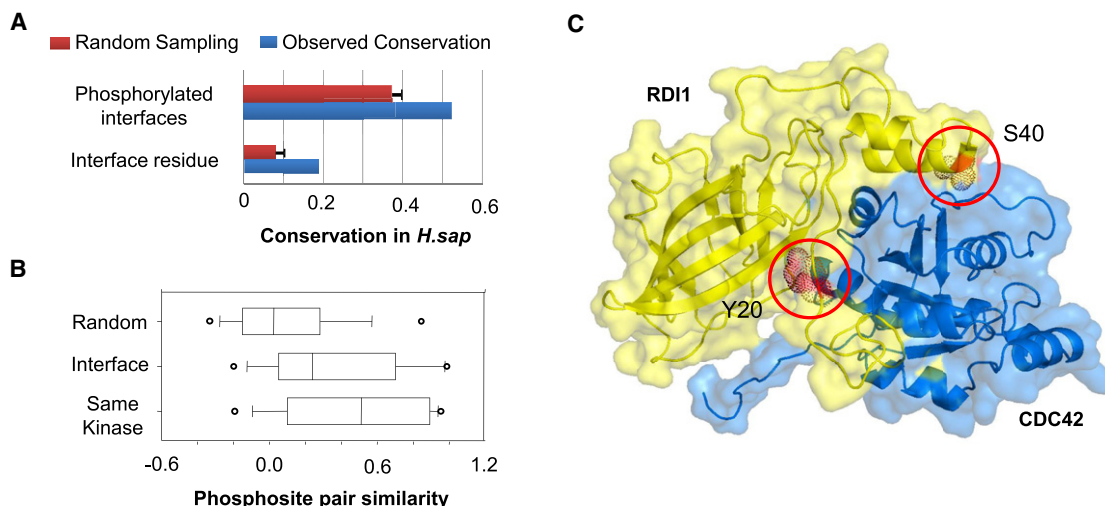 A
Random Sampling
Observed Conservation
Phosphorylated
interfaces
Interface residue
0
0.2
0.4
0.6
Conservation in H.sap
B
Random
Interface
Same
Kinase
-0.6
0.0
0.6
1.2
Phosphosite pair similarity
C
RDI1
S40
Y20
CDC42